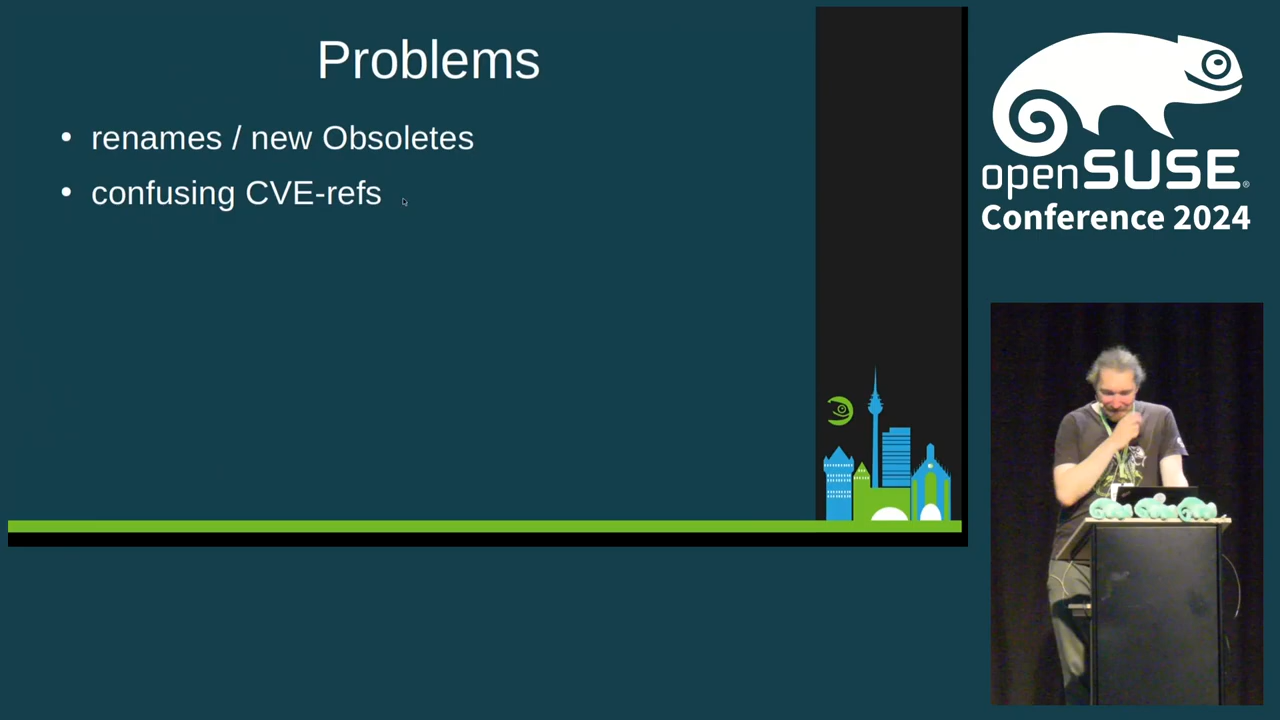 Problems
• renames / new Obsoletes
• confusing CVE-refs
openSUSE®
Conference 2024